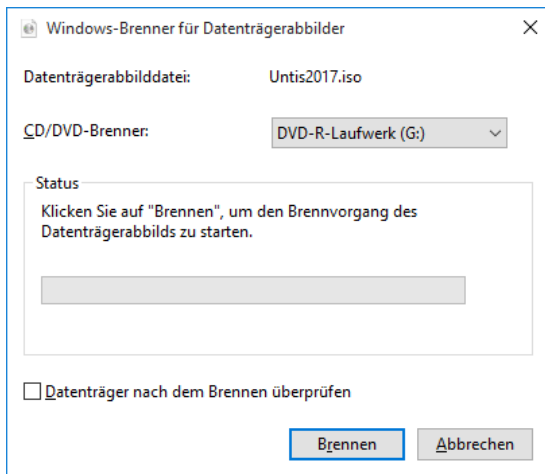 Windows-Brenner für Datenträgerabbilder
Datenträgerabbilddatei: Untis2017.iso
CD/DVD-Brenner: DVD-R-Laufwerk (G:)
Status
Klicken Sie auf "Brennen", um den Brennvorgang des
Datenträgerabbilds zu starten.
Datenträger nach dem Brennen überprüfen
Brennen Abbrechen